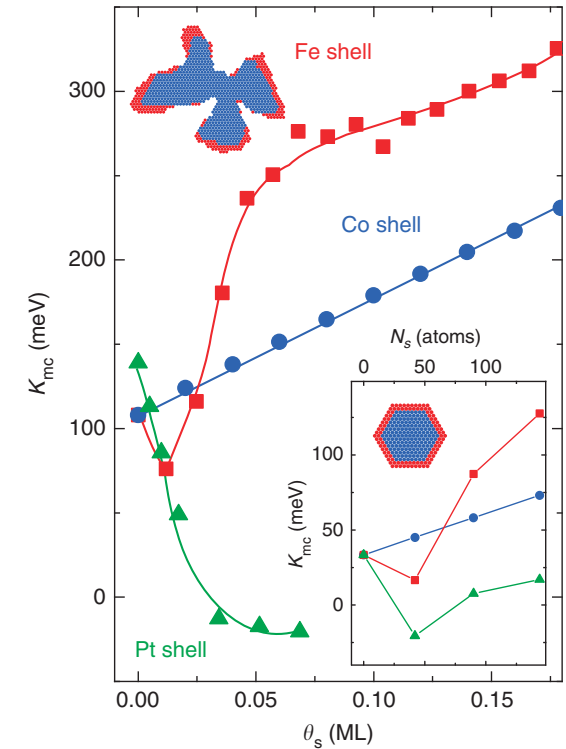 Fe shell
Co shell
Pt shell
300
200
100
0
K_mc (meV)
0.00
0.05
0.10
0.15
θ_s (ML)
N_s (atoms)
0
50
100
100
50
0
K_mc (meV)